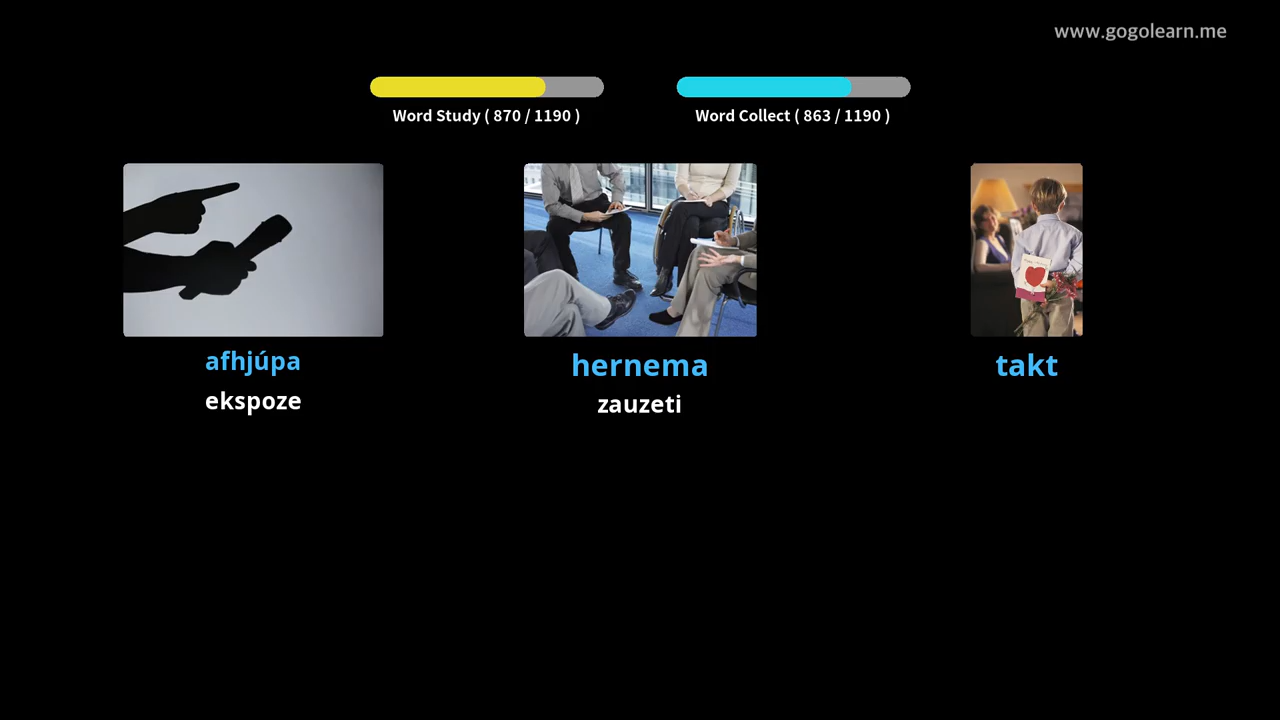 www.gogolearn.me
Word Study ( 870 / 1190 )
Word Collect ( 863 / 1190 )
afhjúpa
ekspoze
hernema
zauzeti
takt